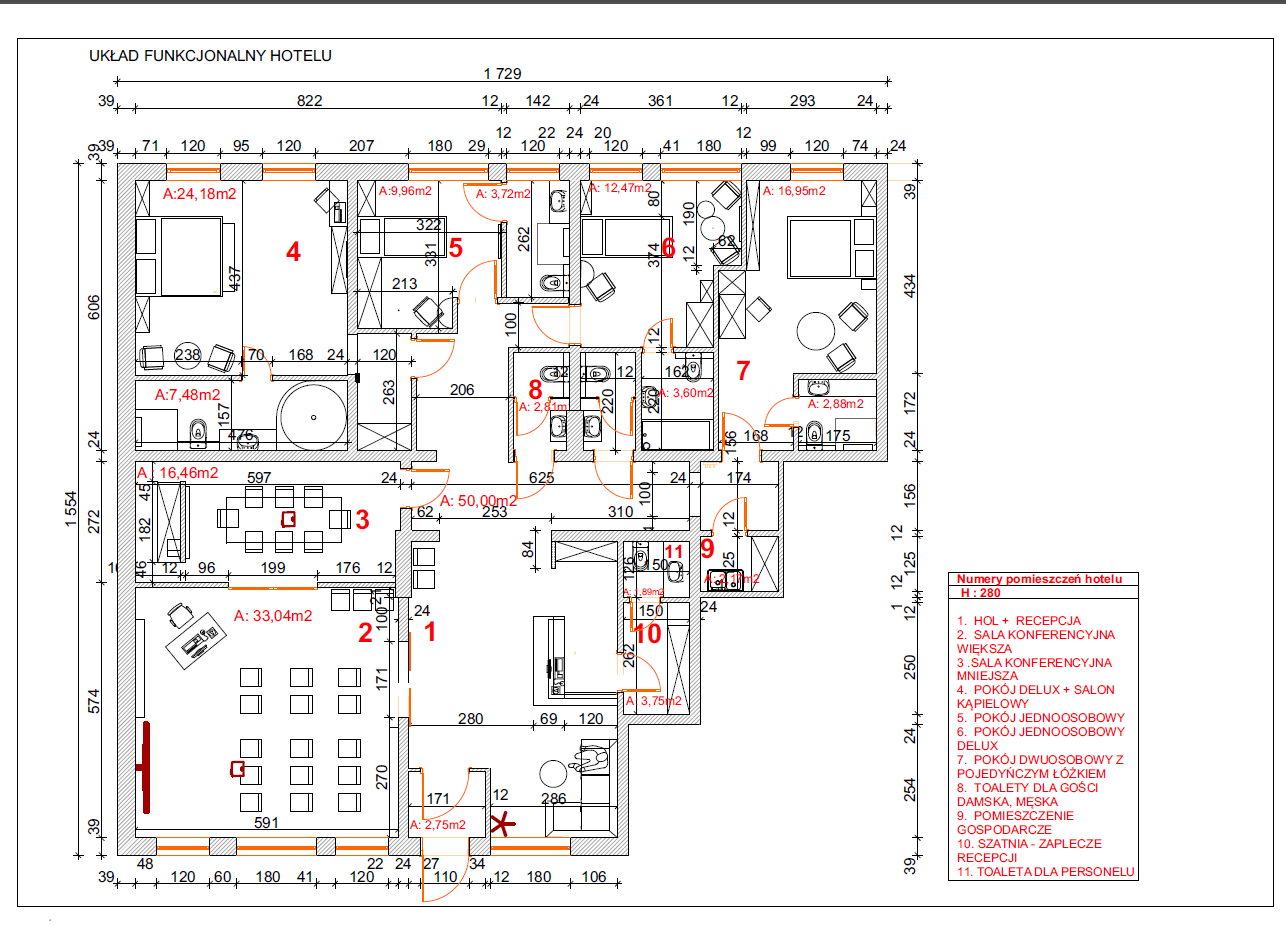 UKŁAD FUNKCJONALNY HOTELU
1 729
39 822 12 142 24 361 12 293 24
12 22 24 20 12
39 71 120 95 120 207 180 29 120 120 41 180 99 120 74 24
39
A:24,18m2 A:9,96m2 A: 3,72m2 A: 12,47m2 A: 16,95m2
39
80
190
322 262
4 5 6
62
331
374
12
437
213
434
606
100
12
238 70 168 24 120
162
7
12 12
8
A:7,48m2
263
206
A: 3,60m2
A: 2,81m
220
220
A: 2,88m2
157
172
476
156
168
12
175
24
24
A 16,46m2
597 24 625 24 174
45
A: 50,00m2
100
156
1 554
272
182
3
62 253 310
1
12
12
84
9
11
25
125
46
12 96 199 176 12
126
150
A: 2,17m2
A: 1,89m2
12
1
12
A: 33,04m2
21
100
24
150
24
2
1
10
262
250
171
574
A: 3,75m2
280 69 120
24
270
254
171
12
286
591
A: 2,75m2
39
39
48 22 24 27 34
39 120 60 180 41 120 110 12 180 106
Numery pomieszczeń hotelu
H : 280
1. HOL + RECEPCJA
2. SALA KONFERENCYJNA
WIĘKSZA
3 .SALA KONFERENCYJNA
MNIEJSZA
4. POKÓJ DELUX + SALON
KĄPIELOWY
5. POKÓJ JEDNOOSOBOWY
6. POKÓJ JEDNOOSOBOWY
DELUX
7. POKÓJ DWUOSOBOWY Z
POJEDYŃCZYM ŁÓŻKIEM
8. TOALETY DLA GOŚCI
DAMSKA, MĘSKA
9. POMIESZCZENIE
GOSPODARCZE
10. SZATNIA - ZAPLECZE
RECEPCJI
11. TOALETA DLA PERSONELU